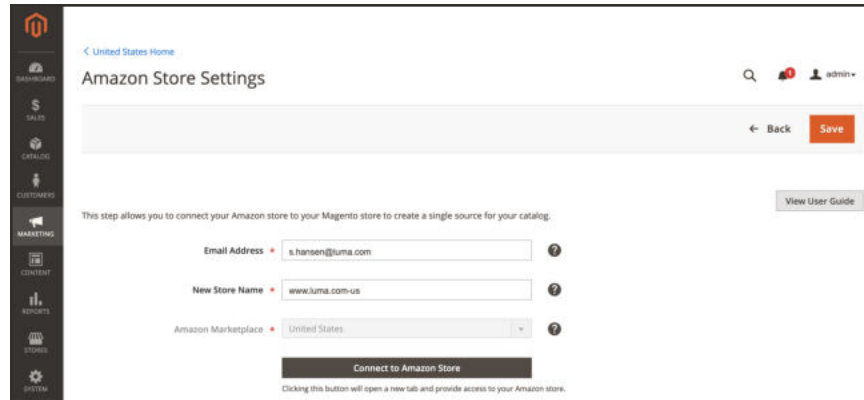 United States Home
Amazon Store Settings
1
admin
Back
Save
DASHBOARD
SALES
CATALOG
CUSTOMERS
MARKETING
CONTENT
REPORTS
STORES
SYSTEM
View User Guide
This step allows you to connect your Amazon store to your Magento store to create a single source for your catalog.
Email Address * s.hansen@luma.com ?
New Store Name * www.luma.com-us ?
Amazon Marketplace * United States ?
Connect to Amazon Store
Clicking this button will open a new tab and provide access to your Amazon store.